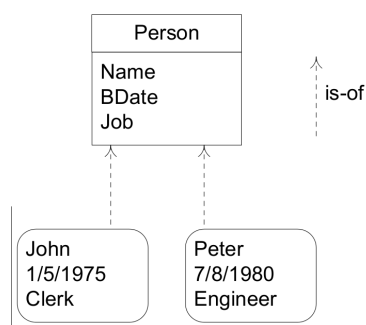 Person
Name
BDate
Job
is-of
John
1/5/1975
Clerk
Peter
7/8/1980
Engineer